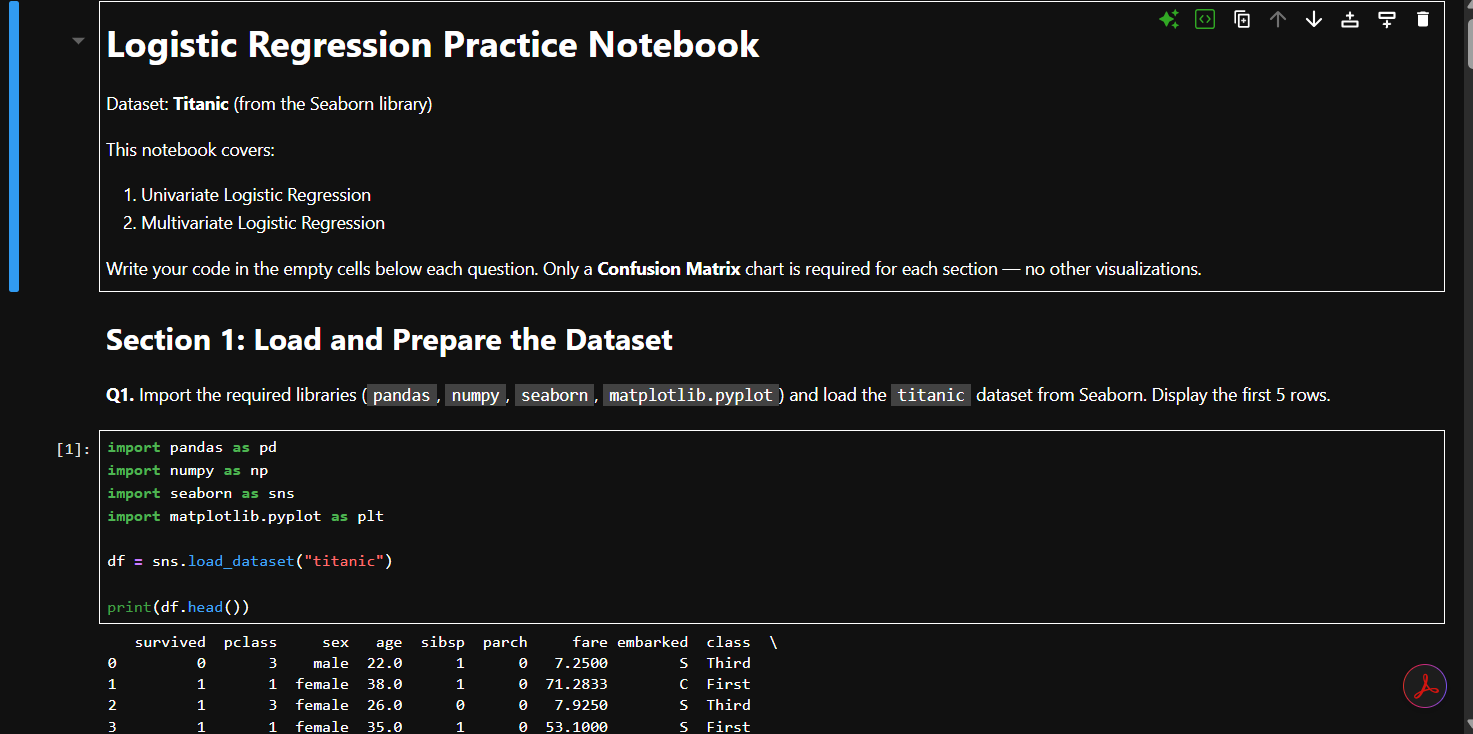 Logistic Regression Practice Notebook
Dataset: Titanic (from the Seaborn library)
This notebook covers:
1. Univariate Logistic Regression
2. Multivariate Logistic Regression
Write your code in the empty cells below each question. Only a Confusion Matrix chart is required for each section — no other visualizations.
Section 1: Load and Prepare the Dataset
Q1. Import the required libraries (pandas, numpy, seaborn, matplotlib.pyplot) and load the titanic dataset from Seaborn. Display the first 5 rows.
[1]:
import pandas as pd
import numpy as np
import seaborn as sns
import matplotlib.pyplot as plt
df = sns.load_dataset("titanic")
print(df.head())
survived pclass sex age sibsp parch fare embarked class \
0 0 3 male 22.0 1 0 7.2500 S Third
1 1 1 female 38.0 1 0 71.2833 C First
2 1 3 female 26.0 0 0 7.9250 S Third
3 1 1 female 35.0 1 0 53.1000 S First